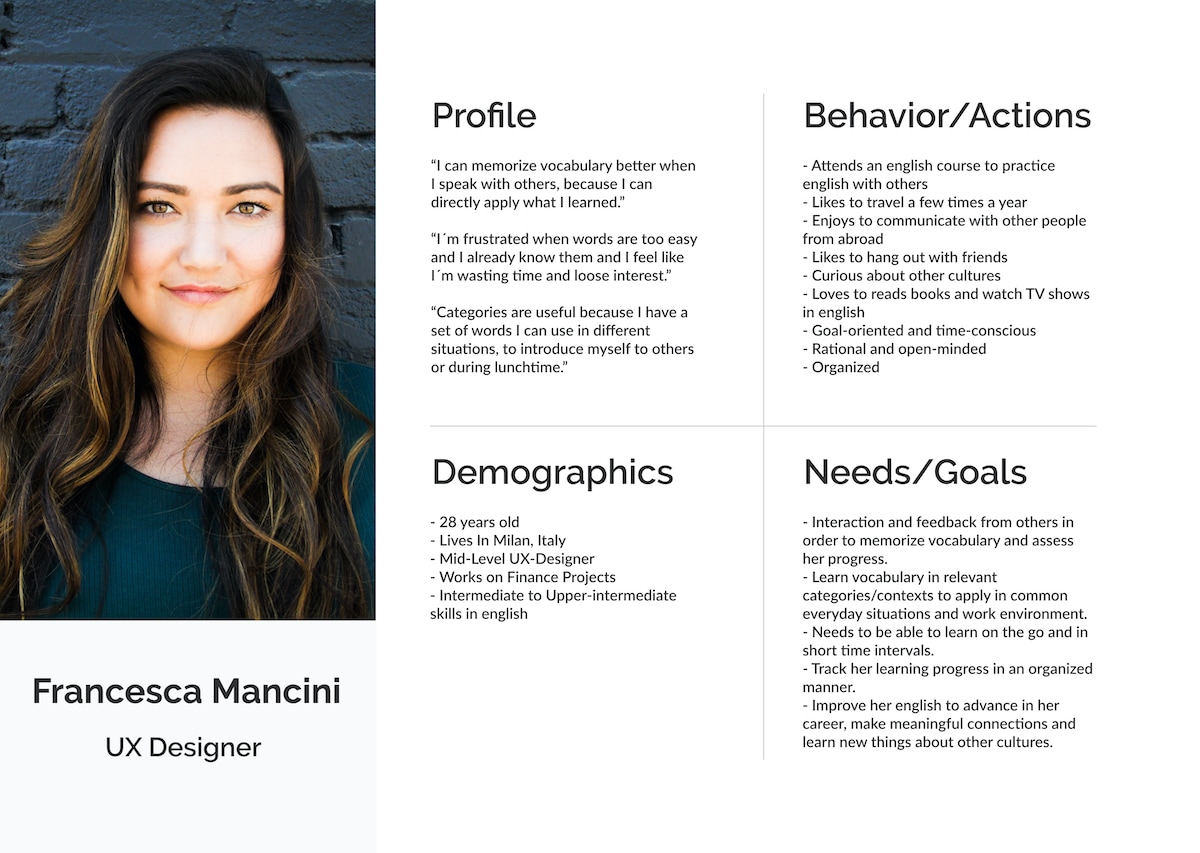 Francesca Mancini
UX Designer
Profile
“I can memorize vocabulary better when
I speak with others, because I can
directly apply what I learned.”
“I´m frustrated when words are too easy
and I already know them and I feel like
I´m wasting time and loose interest.”
“Categories are useful because I have a
set of words I can use in different
situations, to introduce myself to others
or during lunchtime.”
Behavior/Actions
- Attends an english course to practice
english with others
- Likes to travel a few times a year
- Enjoys to communicate with other people
from abroad
- Likes to hang out with friends
- Curious about other cultures
- Loves to reads books and watch TV shows
in english
- Goal-oriented and time-conscious
- Rational and open-minded
- Organized
Demographics
- 28 years old
- Lives In Milan, Italy
- Mid-Level UX-Designer
- Works on Finance Projects
- Intermediate to Upper-intermediate
skills in english
Needs/Goals
- Interaction and feedback from others in
order to memorize vocabulary and assess
her progress.
- Learn vocabulary in relevant
categories/contexts to apply in common
everyday situations and work environment.
- Needs to be able to learn on the go and in
short time intervals.
- Track her learning progress in an organized
manner.
- Improve her english to advance in her
career, make meaningful connections and
learn new things about other cultures.